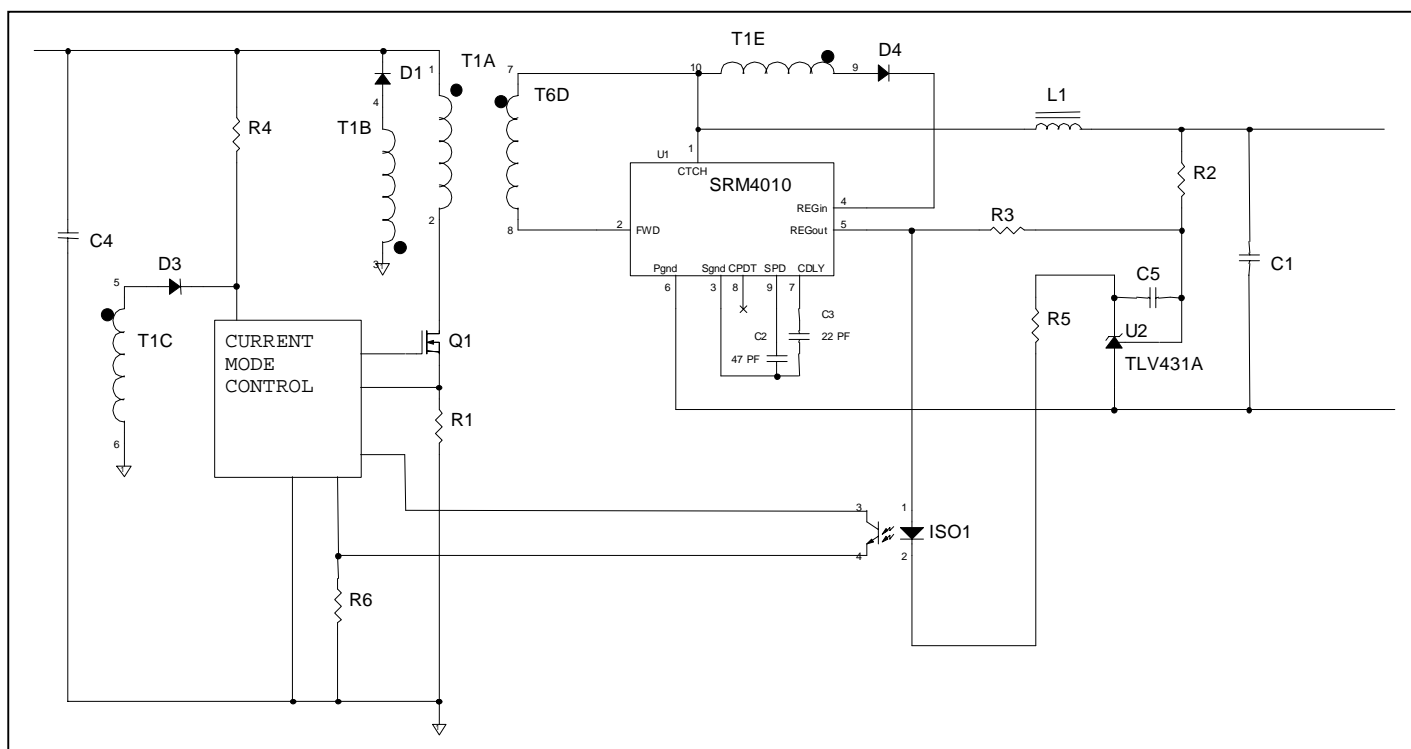 T1E
D4
D1
1
T1A
7
10
9
T6D
L1
4
R4
T1B
U1
1
CTCH
SRM4010
R2
REGin
4
2
8
2
FWD
REGout
5
R3
C4
3
Pgnd
Sgnd
CPDT
SPD
CDLY
C1
D3
6
3
8
9
7
C5
5
C3
R5
U2
T1C
CURRENT
MODE
CONTROL
Q1
C2
22 PF
47 PF
TLV431A
R1
6
3
1
ISO1
4
2
R6